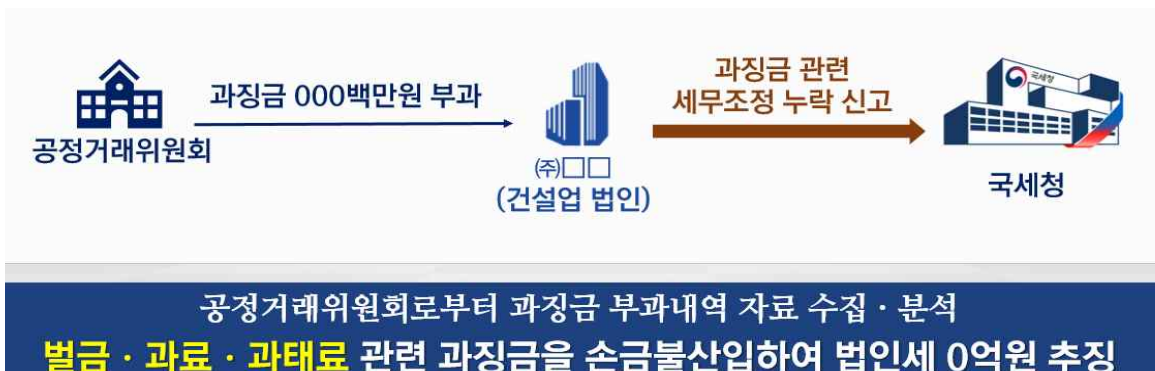 과징금 000백만원 부과
공정거래위원회
㈜□□
(건설업 법인)
과징금 관련
세무조정 누락 신고
국세청
국세청
공정거래위원회로부터 과징금 부과내역 자료 수집 · 분석
벌금 · 과료 · 과태료 관련 과징금을 손금불산입하여 법인세 0억원 추징